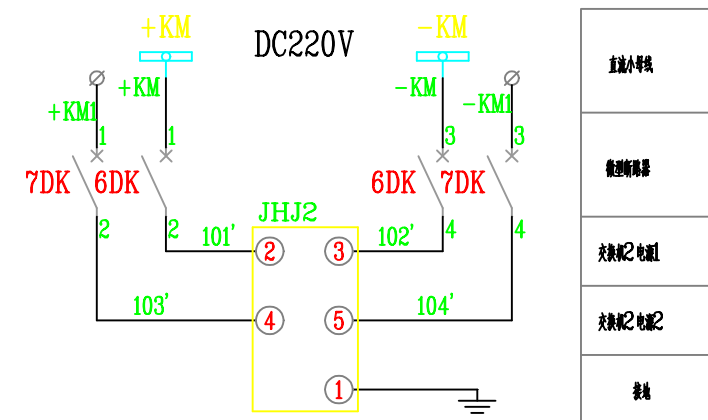 +KM
DC220V
-KM
直流小母线
+KM
-KM
+KM1
-KM1
1
1
3
3
7DK
6DK
6DK
7DK
微型断路器
JHJ2
2
2
101'
2
3
102'
4
4
交换机2电源1
103'
4
5
104'
交换机2电源2
1
接地